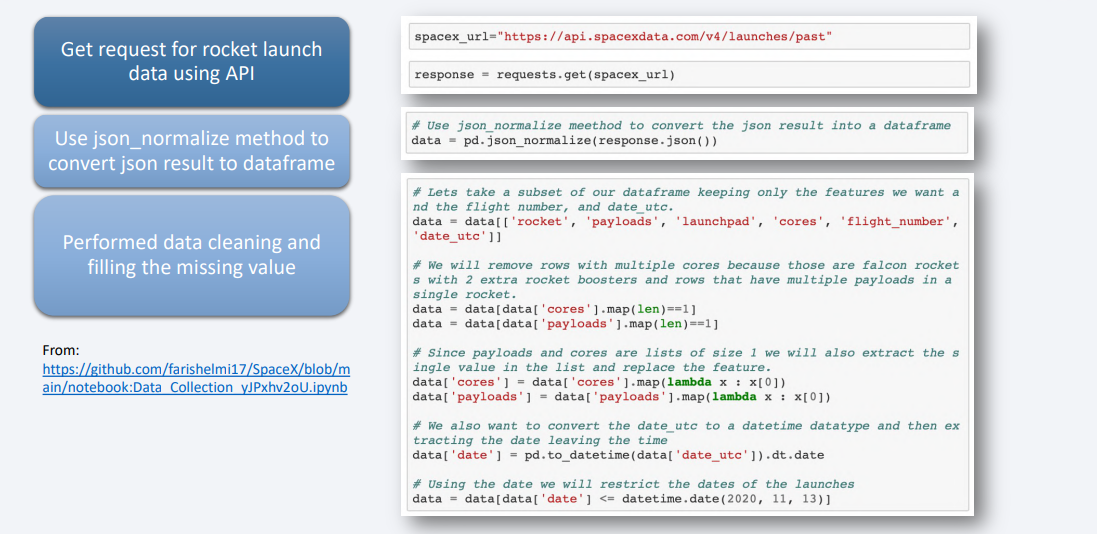 Get request for rocket launch
data using API
Use json_normalize method to
convert json result to dataframe
Performed data cleaning and
filling the missing value
From:
https://github.com/farishelmi17/SpaceX/blob/m
ain/notebook:Data_Collection_yJPxhv2oU.ipynb
spacex_url="https://api.spacexdata.com/v4/launches/past"
response = requests.get(spacex_url)
# Use json_normalize meethod to convert the json result into a dataframe
data = pd.json_normalize(response.json())
# Lets take a subset of our dataframe keeping only the features we want a
nd the flight number, and date_utc.
data = data[['rocket', 'payloads', 'launchpad', 'cores', 'flight_number',
'date_utc']]
# We will remove rows with multiple cores because those are falcon rocket
s with 2 extra rocket boosters and rows that have multiple payloads in a
single rocket.
data = data[data['cores'].map(len)==1]
data = data[data['payloads'].map(len)==1]
# Since payloads and cores are lists of size 1 we will also extract the s
ingle value in the list and replace the feature.
data['cores'] = data['cores'].map(lambda x : x[0])
data['payloads'] = data['payloads'].map(lambda x : x[0])
# We also want to convert the date_utc to a datetime datatype and then ex
tracting the date leaving the time
data['date'] = pd.to_datetime(data['date_utc']).dt.date
# Using the date we will restrict the dates of the launches
data = data[data['date'] <= datetime.date(2020, 11, 13)]